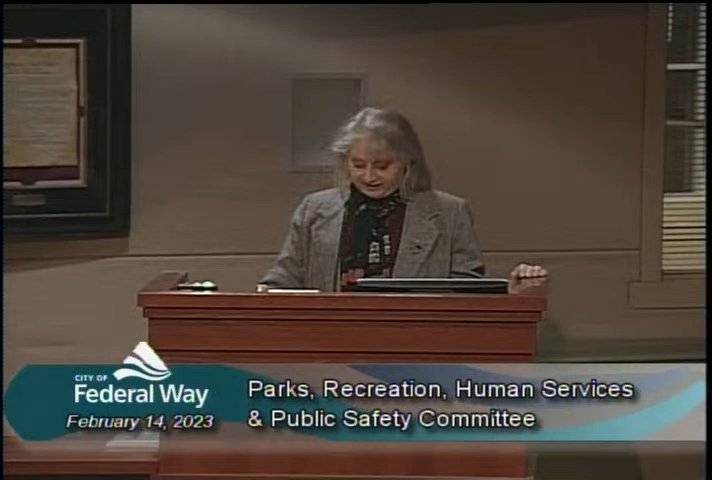 CITY OF
Federal Way
February 14, 2023
Parks, Recreation, Human Services
& Public Safety Committee